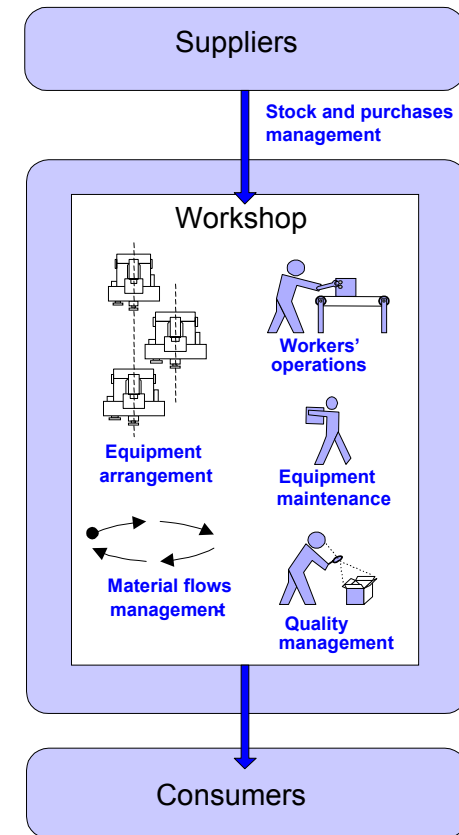 Suppliers
Stock and purchases
management
Workshop
Workers’
operations
Equipment
arrangement
Equipment
maintenance
Material flows
management
Quality
management
Consumers